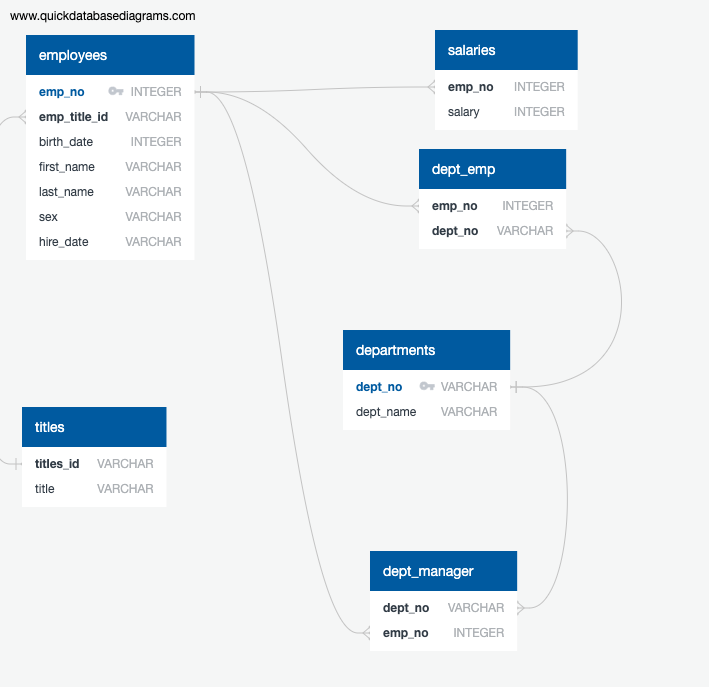 www.quickdatabasediagrams.com
employees
emp_no INTEGER
emp_title_id VARCHAR
birth_date INTEGER
first_name VARCHAR
last_name VARCHAR
sex VARCHAR
hire_date VARCHAR
salaries
emp_no INTEGER
salary INTEGER
dept_emp
emp_no INTEGER
dept_no VARCHAR
departments
dept_no VARCHAR
dept_name VARCHAR
titles
titles_id VARCHAR
title VARCHAR
dept_manager
dept_no VARCHAR
emp_no INTEGER